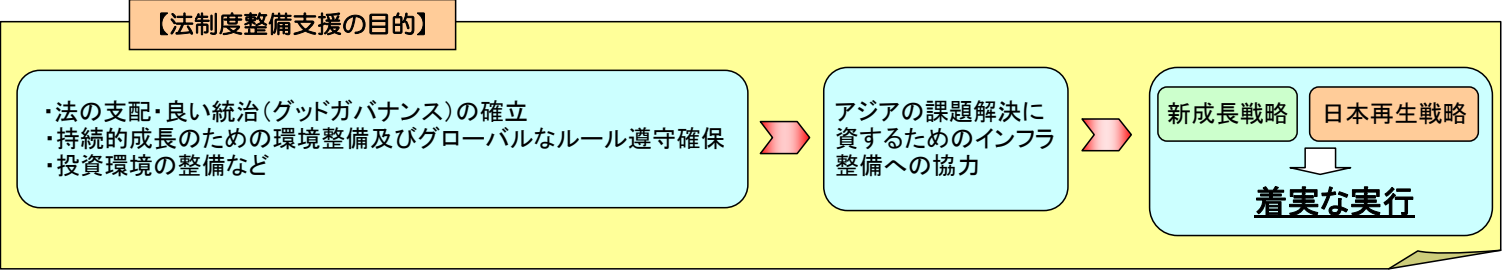 【法制度整備支援の目的】
・法の支配・良い統治（グッドガバナンス）の確立
・持続的成長のための環境整備及びグローバルなルール遵守確保
・投資環境の整備など
アジアの課題解決に
資するためのインフラ
整備への協力
新成長戦略
日本再生戦略
着実な実行